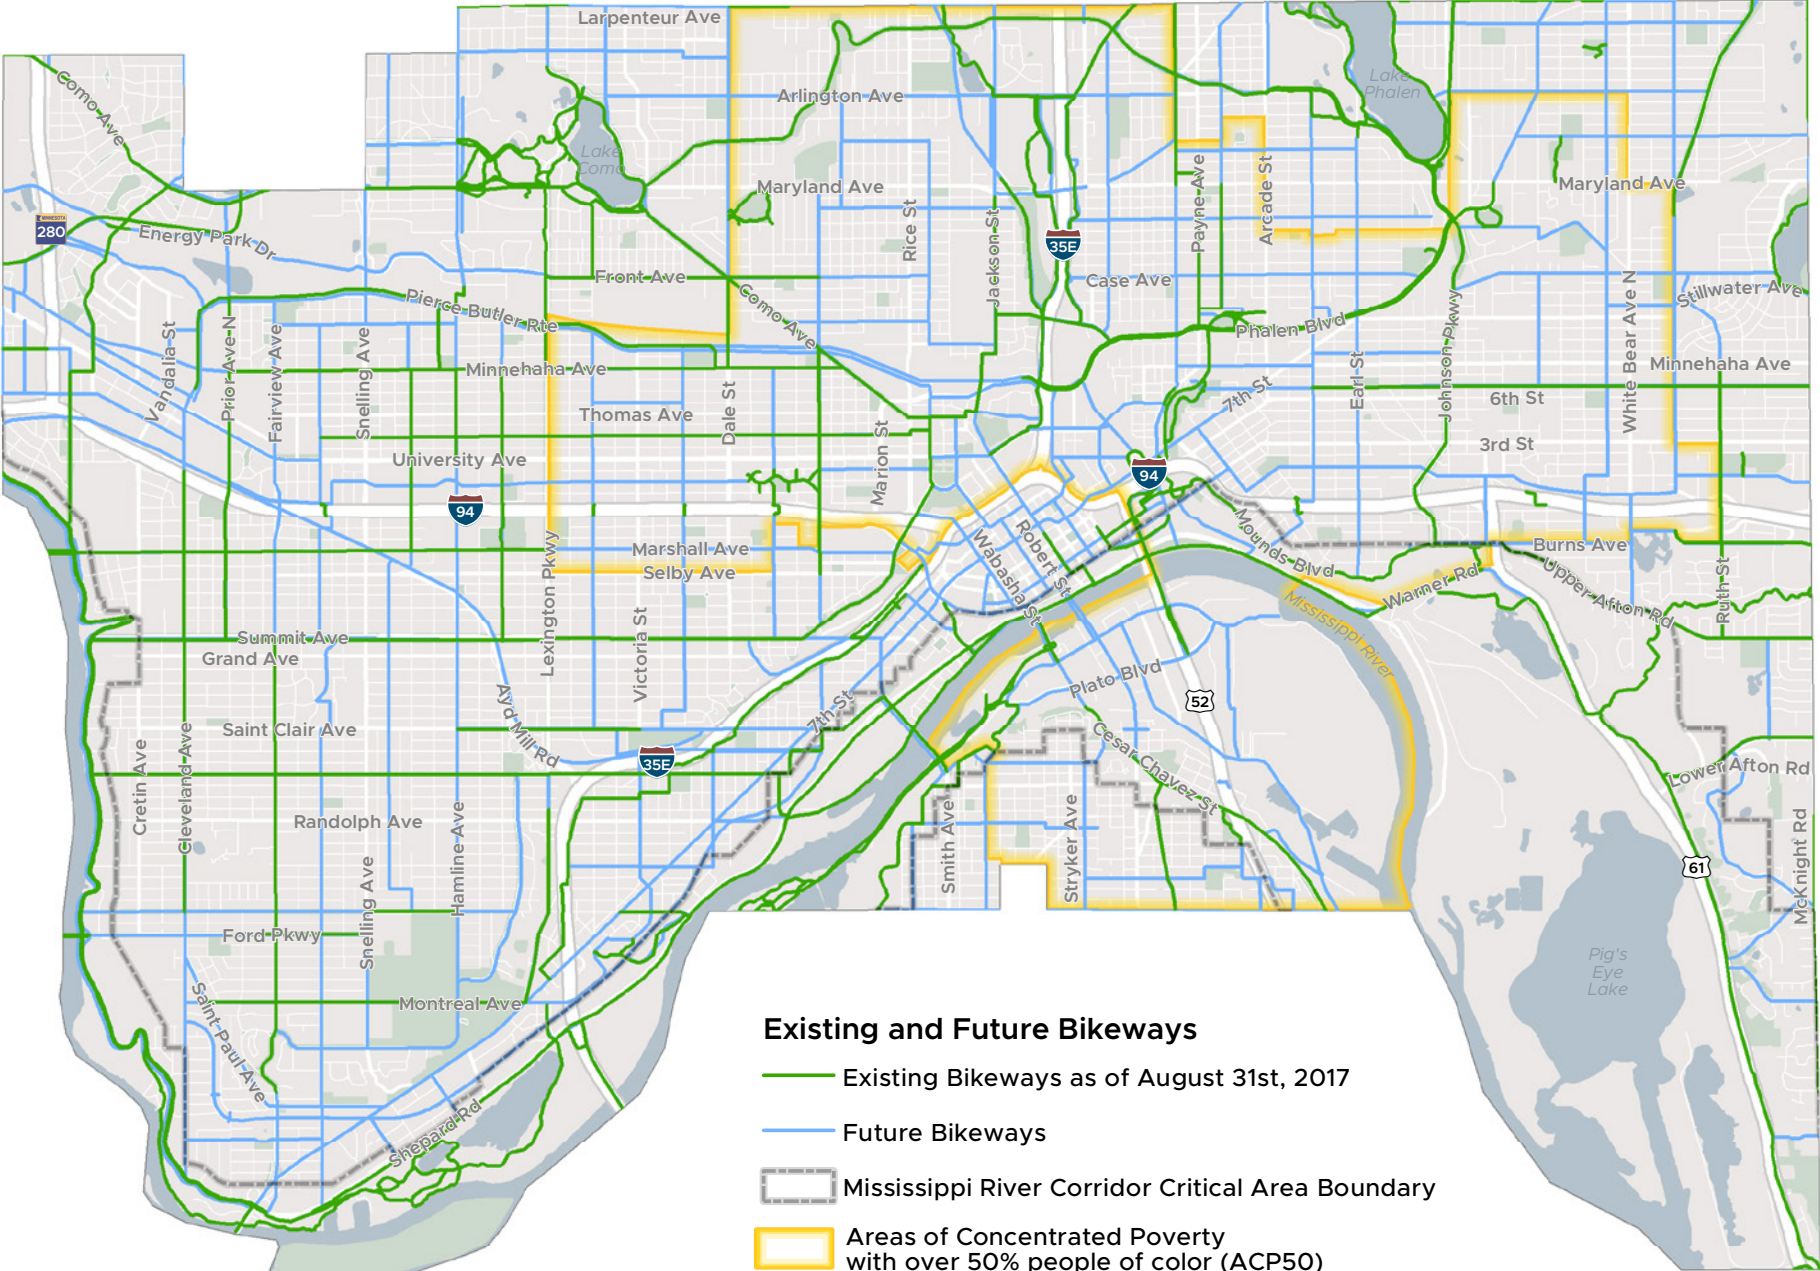 Larpenteur Ave
Como Ave
Lake
Phalen
Arlington Ave
Lake
Como
Maryland Ave
Maryland Ave
Payne Ave
Arcade St
Rice St
Jackson St
MINNESOTA
280
Energy Park Dr
35E
Front Ave
Case Ave
Como Ave
Stillwater Ave
Pierce Butler Rte
Phalen Blvd
Johnson Pkwy
White Bear Ave N
Vandalia St
Prior Ave N
Fairview Ave
Snelling Ave
Minnehaha Ave
Minnehaha Ave
Earl St
7th St
6th St
Thomas Ave
Dale St
Marion St
3rd St
University Ave
94
94
Marshall Ave
Selby Ave
Lexington Pkwy
Wabasha St
Robert St
Mounds Blvd
Burns Ave
Warner Rd
Upper Afton Rd
Ruth St
Mississippi River
Summit Ave
Grand Ave
Victoria St
Plato Blvd
52
Ayd Mill Rd
7th St
Saint Clair Ave
35E
Cesar Chavez St
Lower Afton Rd
Cretin Ave
Cleveland Ave
Randolph Ave
Hamline Ave
Snelling Ave
Smith Ave
Stryker Ave
61
McKnight Rd
Ford Pkwy
Pig's
Eye
Lake
Montreal Ave
Saint Paul Ave
Shepard Rd
Existing and Future Bikeways
Existing Bikeways as of August 31st, 2017
Future Bikeways
Mississippi River Corridor Critical Area Boundary
Areas of Concentrated Poverty
with over 50% people of color (ACP50)